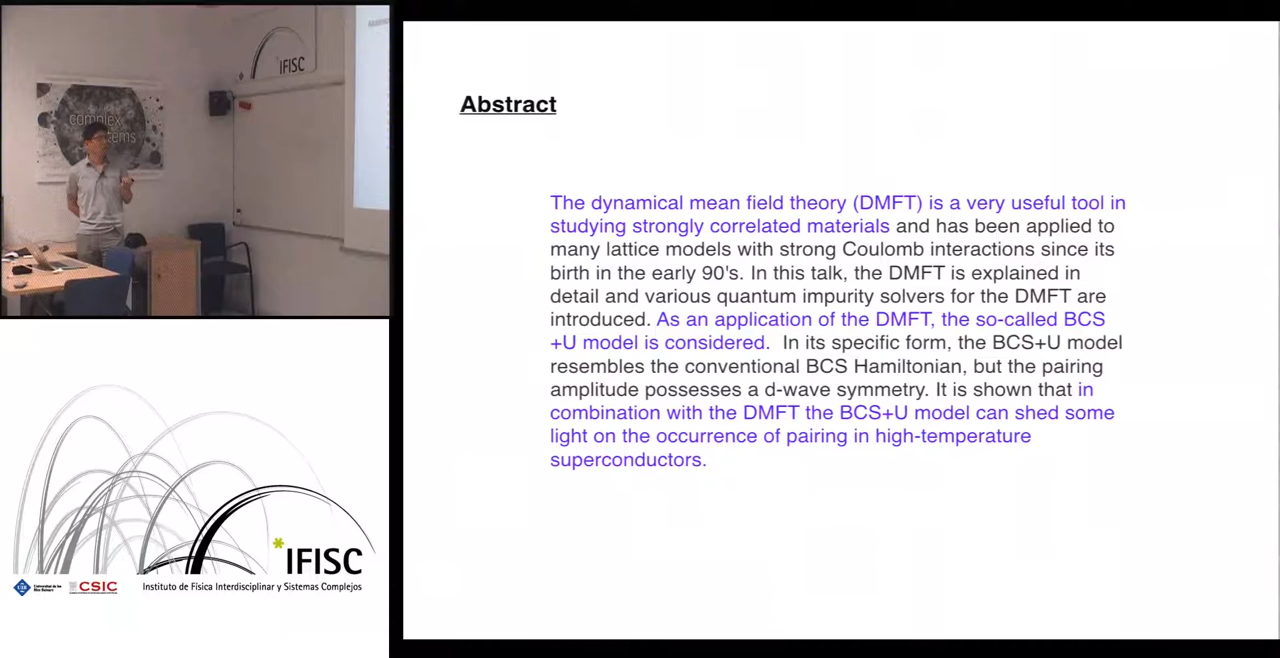 IFISC
complex
Abstract
The dynamical mean field theory (DMFT) is a very useful tool in
studying strongly correlated materials and has been applied to
many lattice models with strong Coulomb interactions since its
birth in the early 90's. In this talk, the DMFT is explained in
detail and various quantum impurity solvers for the DMFT are
introduced. As an application of the DMFT, the so-called BCS
+U model is considered.  In its specific form, the BCS+U model
resembles the conventional BCS Hamiltonian, but the pairing
amplitude possesses a d-wave symmetry. It is shown that in
combination with the DMFT the BCS+U model can shed some
light on the occurrence of pairing in high-temperature
superconductors.
IFISC
CSIC
Instituto de Física Interdisciplinar y Sistemas Complejos